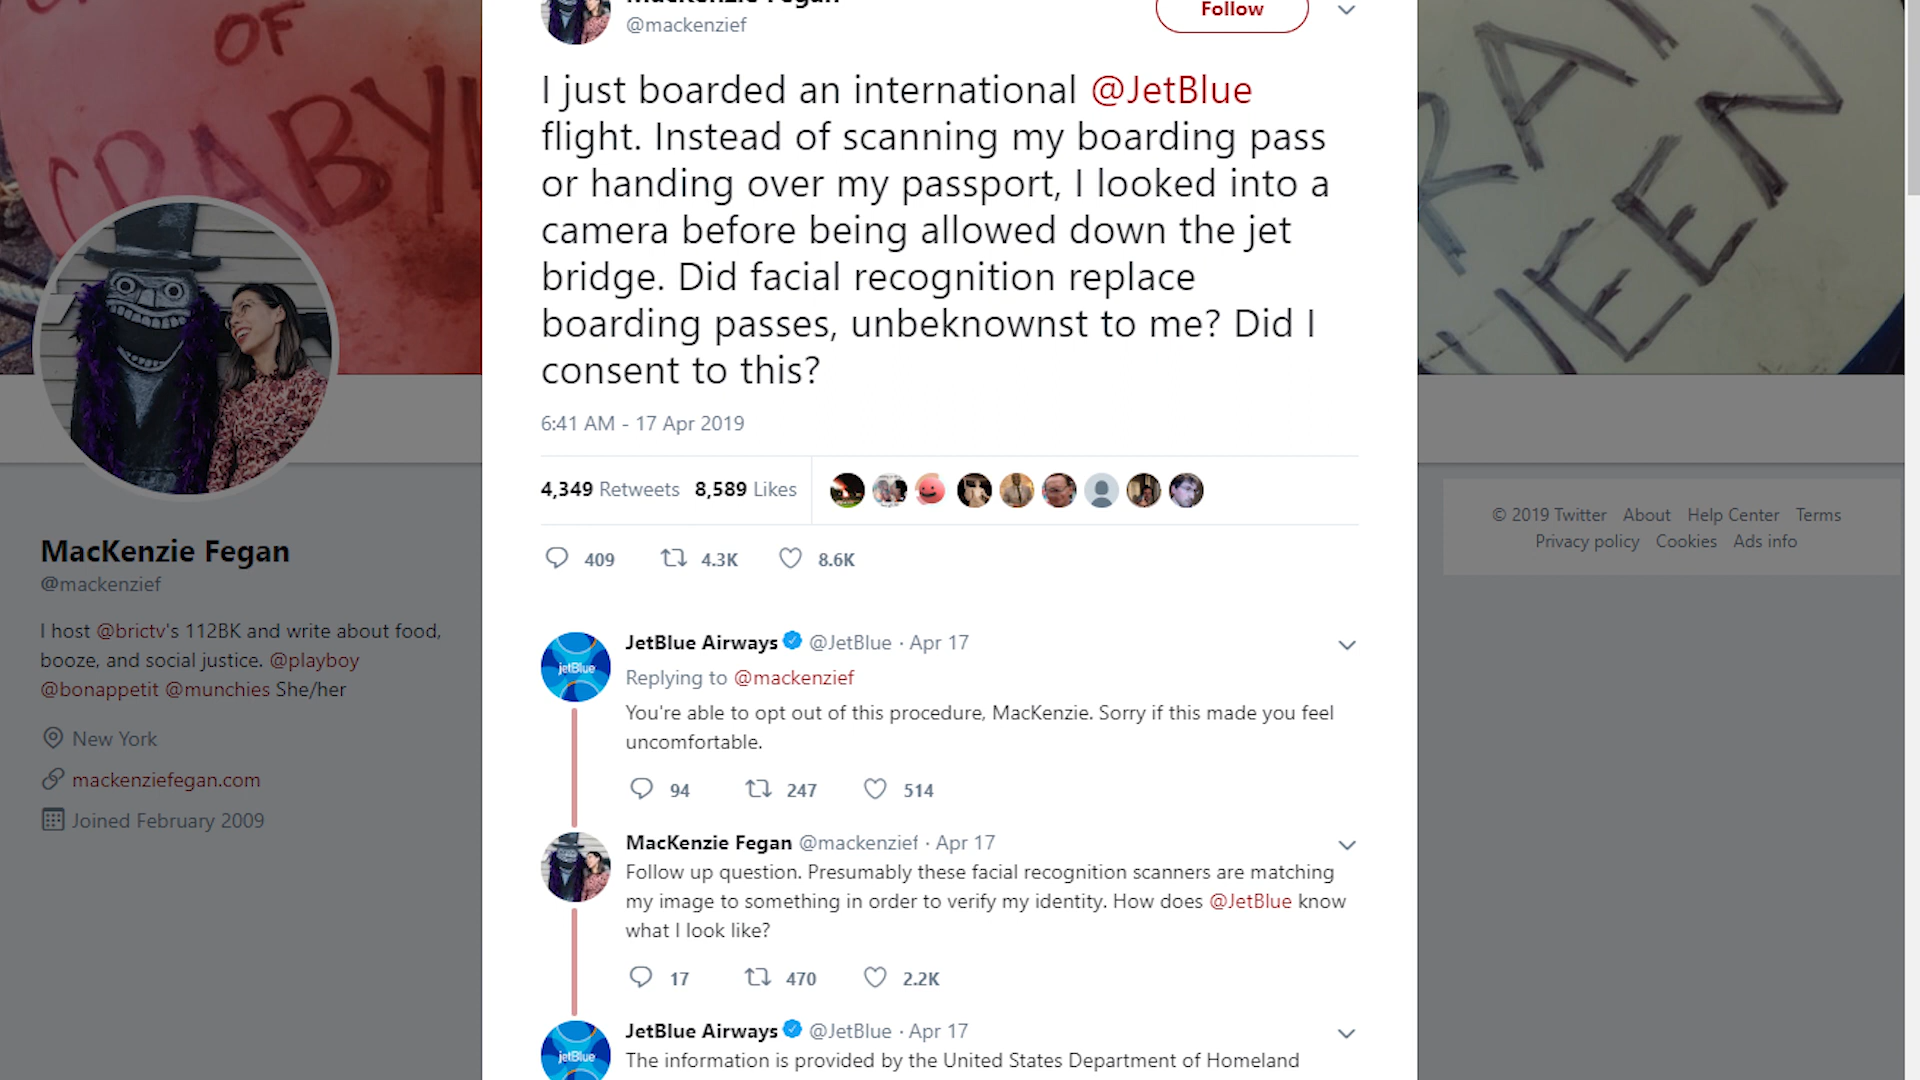 OF
CRABY
MacKenzie Fegan
@mackenzief
Follow
I just boarded an international @JetBlue
flight. Instead of scanning my boarding pass
or handing over my passport, I looked into a
camera before being allowed down the jet
bridge. Did facial recognition replace
boarding passes, unbeknownst to me? Did I
consent to this?
6:41 AM - 17 Apr 2019
4,349 Retweets 8,589 Likes
409 4.3K 8.6K
JetBlue Airways @JetBlue · Apr 17
Replying to @mackenzief
You're able to opt out of this procedure, MacKenzie. Sorry if this made you feel
uncomfortable.
94 247 514
MacKenzie Fegan @mackenzief · Apr 17
Follow up question. Presumably these facial recognition scanners are matching
my image to something in order to verify my identity. How does @JetBlue know
what I look like?
17 470 2.2K
JetBlue Airways @JetBlue · Apr 17
The information is provided by the United States Department of Homeland
jetBlue
jetBlue
MacKenzie Fegan
@mackenzief
I host @brictv's 112BK and write about food,
booze, and social justice. @playboy
@bonappetit @munchies She/her
New York
mackenziefegan.com
Joined February 2009
© 2019 Twitter About Help Center Terms
Privacy policy Cookies Ads info